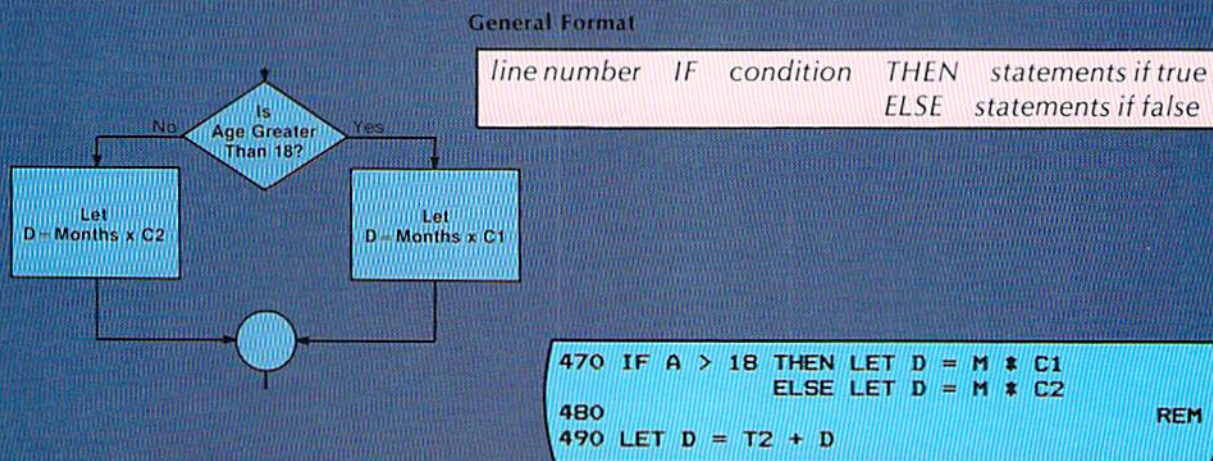 General Format
line number IF condition THEN statements if true
ELSE statements if false
Is
Age Greater
Than 18?
No
Yes
Let
D = Months x C2
Let
D = Months x C1
470 IF A > 18 THEN LET D = M * C1
ELSE LET D = M * C2
480 REM
490 LET D = T2 + D